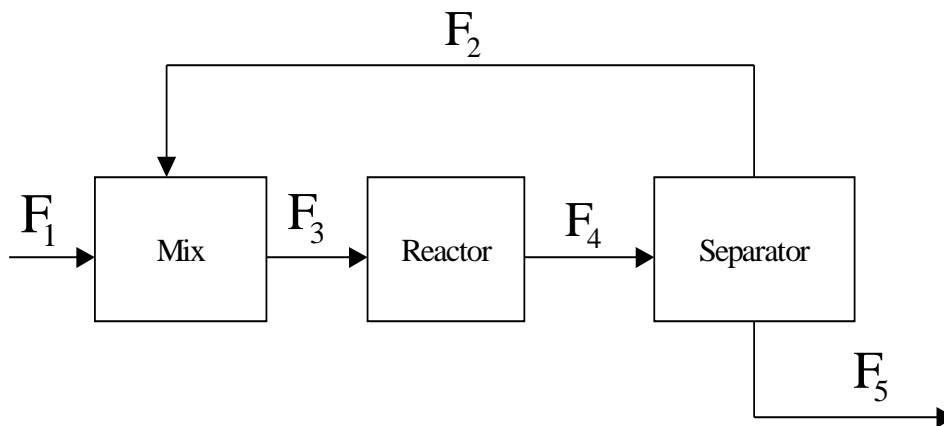 F₂
F₁
Mix
F₃
Reactor
F₄
Separator
F₅